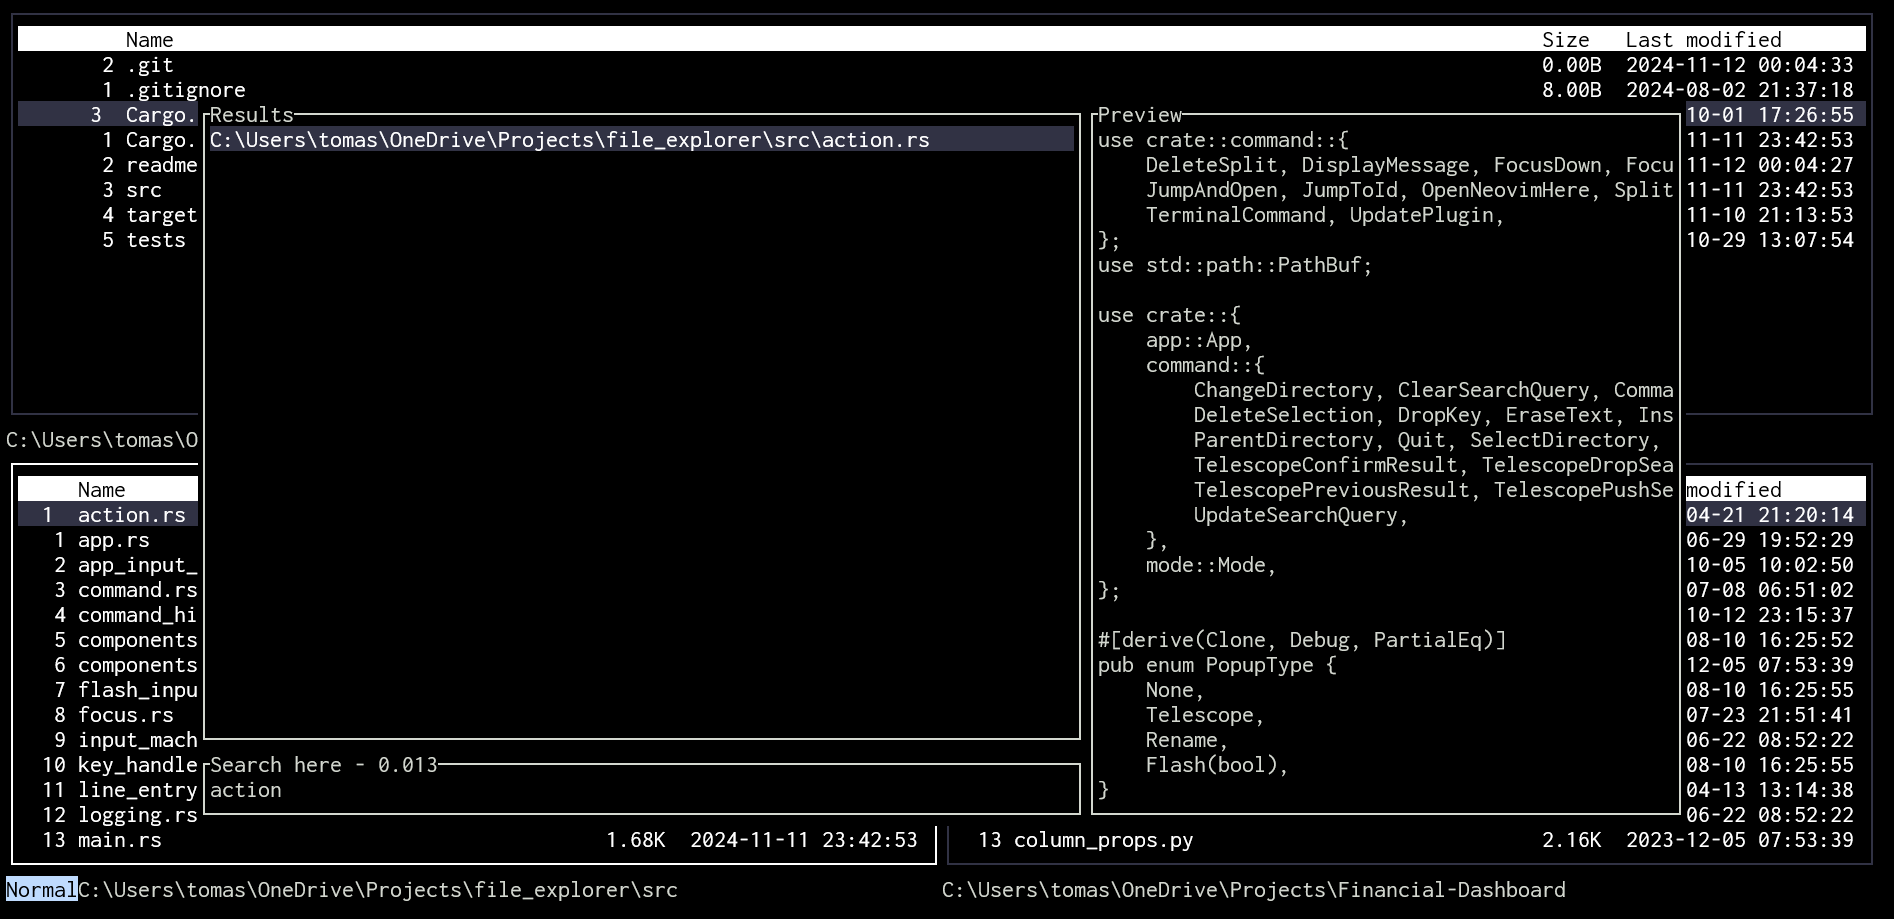 Name Size Last modified
2 .git 0.00B 2024-11-12 00:04:33
1 .gitignore 8.00B 2024-08-02 21:37:18
3 Cargo. 10-01 17:26:55
1 Cargo. 11-11 23:42:53
2 readme 11-12 00:04:27
3 src 11-11 23:42:53
4 target 11-10 21:13:53
5 tests 10-29 13:07:54
C:\Users\tomas\O
Results
C:\Users\tomas\OneDrive\Projects\file_explorer\src\action.rs
Preview
use crate::command::{
    DeleteSplit, DisplayMessage, FocusDown, Focu
    JumpAndOpen, JumpToId, OpenNeovimHere, Split
    TerminalCommand, UpdatePlugin,
};
use std::path::PathBuf;
use crate::{
    app::App,
    command::{
        ChangeDirectory, ClearSearchQuery, Comma
        DeleteSelection, DropKey, EraseText, Ins
        ParentDirectory, Quit, SelectDirectory,
        TelescopeConfirmResult, TelescopeDropSea
        TelescopePreviousResult, TelescopePushSe
        UpdateSearchQuery,
    },
    mode::Mode,
};
#[derive(Clone, Debug, PartialEq)]
pub enum PopupType {
    None,
    Telescope,
    Rename,
    Flash(bool),
}
Search here - 0.013
action
Name modified
1 action.rs 04-21 21:20:14
1 app.rs 06-29 19:52:29
2 app_input_ 10-05 10:02:50
3 command.rs 07-08 06:51:02
4 command_hi 10-12 23:15:37
5 components 08-10 16:25:52
6 components 12-05 07:53:39
7 flash_inpu 08-10 16:25:55
8 focus.rs 07-23 21:51:41
9 input_mach 06-22 08:52:22
10 key_handle 08-10 16:25:55
11 line_entry 04-13 13:14:38
12 logging.rs 06-22 08:52:22
13 main.rs 1.68K 2024-11-11 23:42:53 13 column_props.py 2.16K 2023-12-05 07:53:39
NormalC:\Users\tomas\OneDrive\Projects\file_explorer\src C:\Users\tomas\OneDrive\Projects\Financial-Dashboard